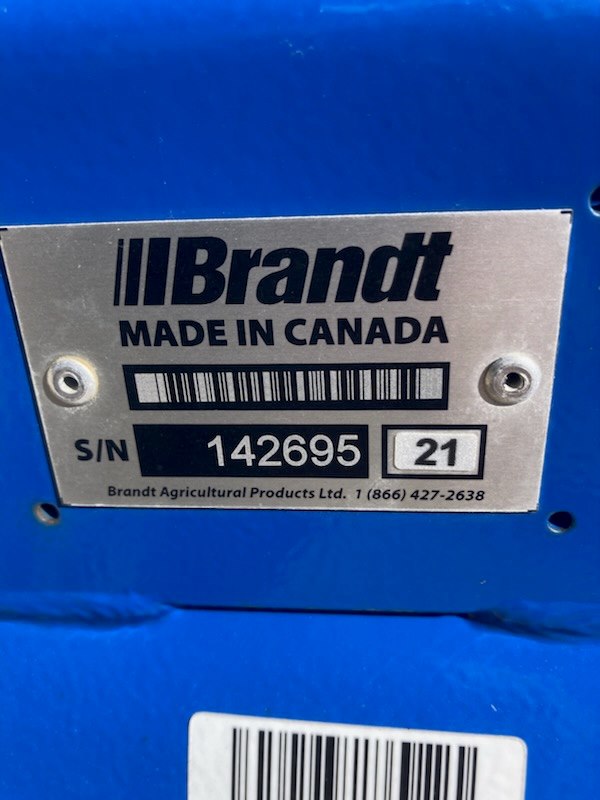 Brandt
MADE IN CANADA
S/N 142695 21
Brandt Agricultural Products Ltd. 1 (866) 427-2638